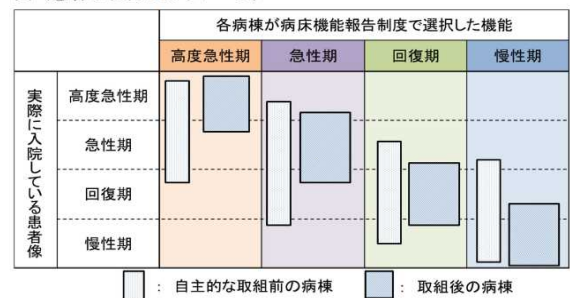 各病棟が病床機能報告制度で選択した機能
高度急性期 急性期 回復期 慢性期
実際に入院している患者像
高度急性期
急性期
回復期
慢性期
： 自主的な取組前の病棟 ： 取組後の病棟